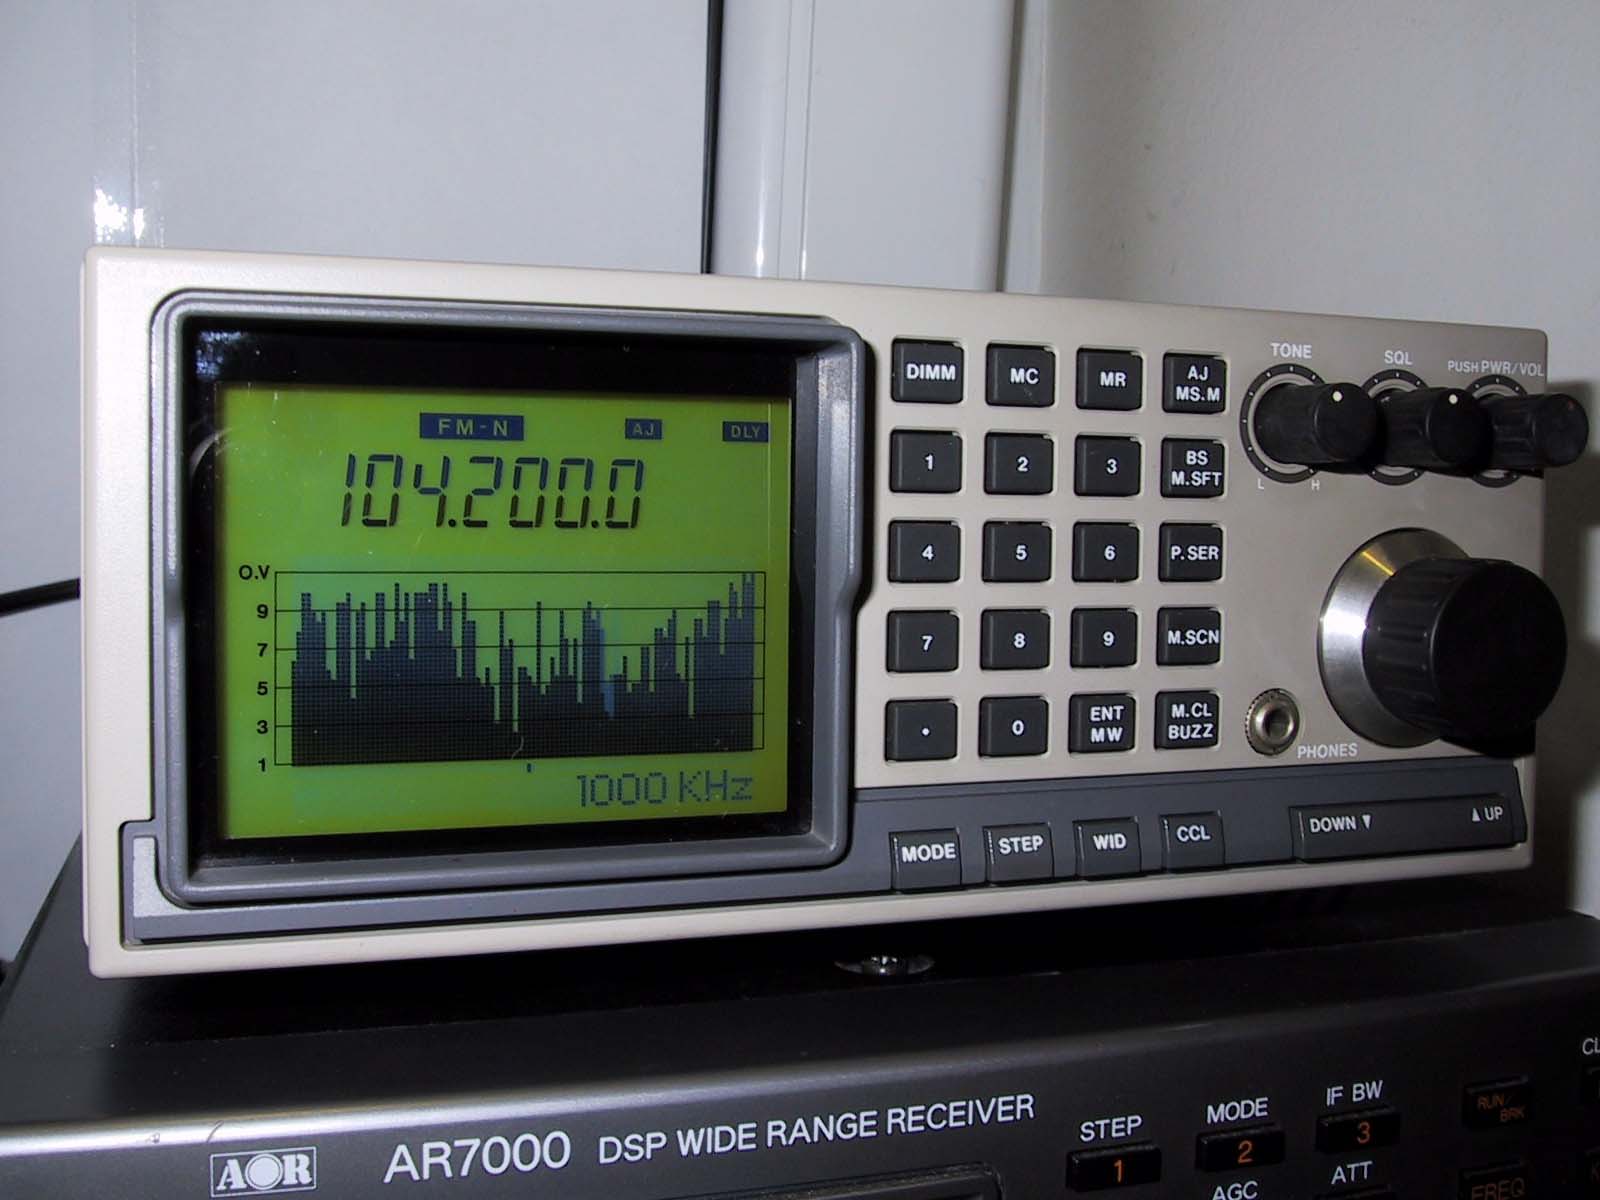 FM-N AJ DLY
104.200.0
O.V
9
7
5
3
1
1000 KHz
DIMM MC MR AJ MS.M
1 2 3 BS M.SFT
4 5 6 P.SER
7 8 9 M.SCN
. 0 ENT MW M.CL BUZZ
TONE SQL PUSH PWR/VOL
L H
PHONES
MODE STEP WID CCL DOWN ▼ ▲ UP
AOR AR7000 DSP WIDE RANGE RECEIVER
STEP MODE IF BW
1 2 3
RUN/BRK
AGC ATT
FREQ